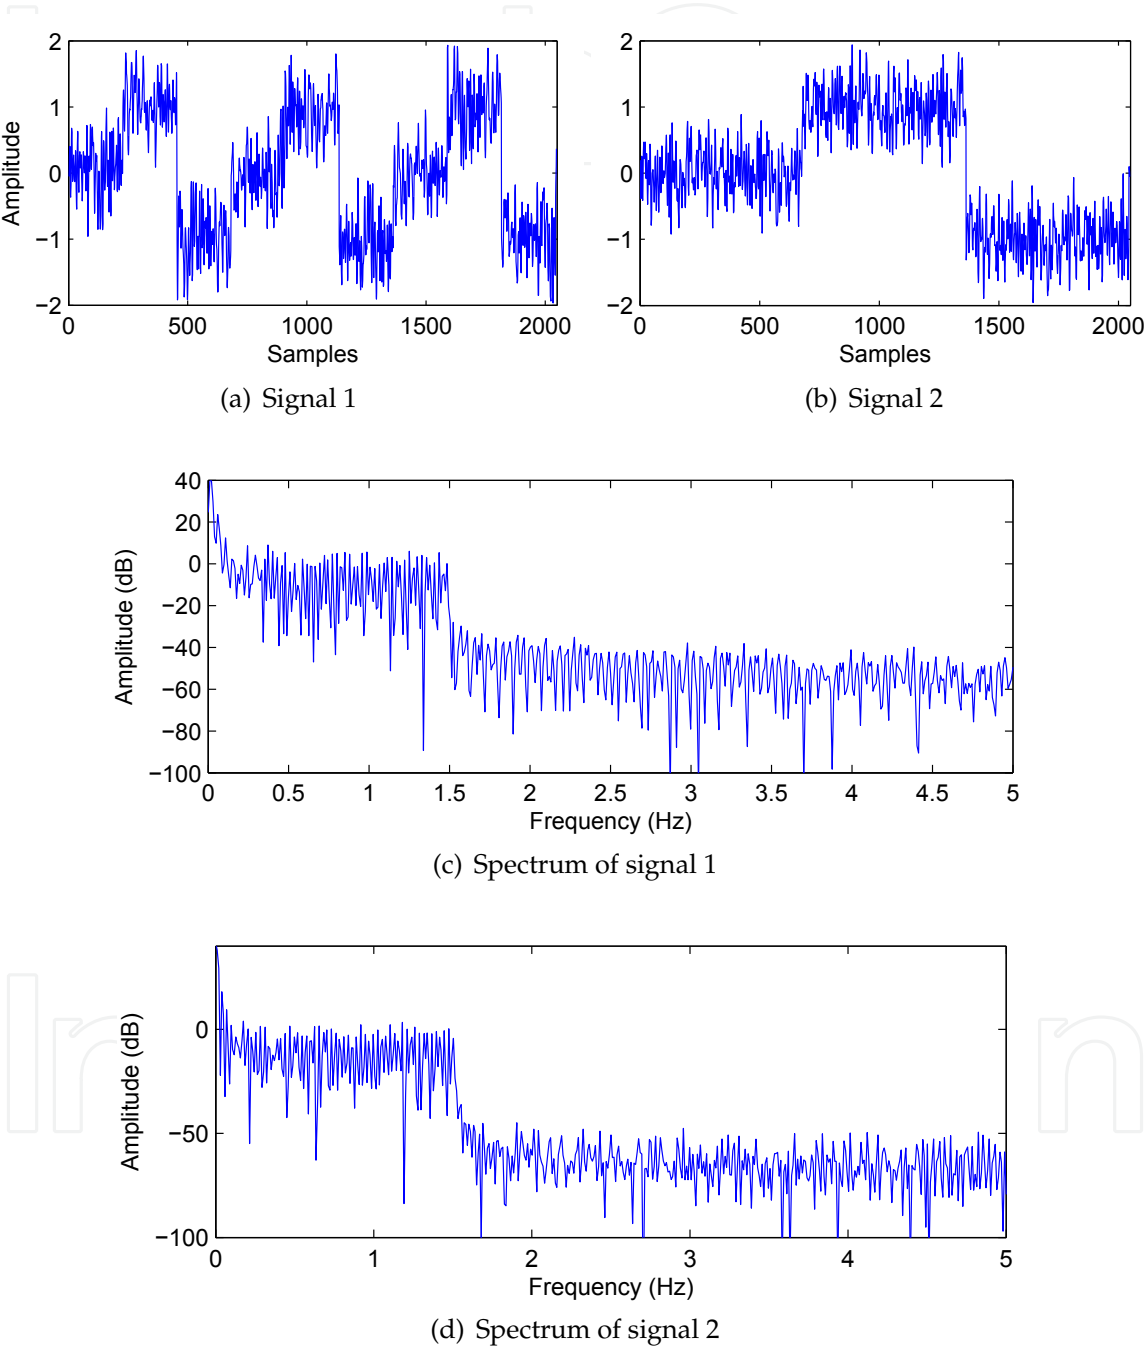 2
1
0
−1
−2
Amplitude
0 500 1000 1500 2000
Samples
(a) Signal 1
2
1
0
−1
−2
0 500 1000 1500 2000
Samples
(b) Signal 2
40
20
0
−20
−40
−60
−80
−100
Amplitude (dB)
0 0.5 1 1.5 2 2.5 3 3.5 4 4.5 5
Frequency (Hz)
(c) Spectrum of signal 1
0
−50
−100
Amplitude (dB)
0 1 2 3 4 5
Frequency (Hz)
(d) Spectrum of signal 2